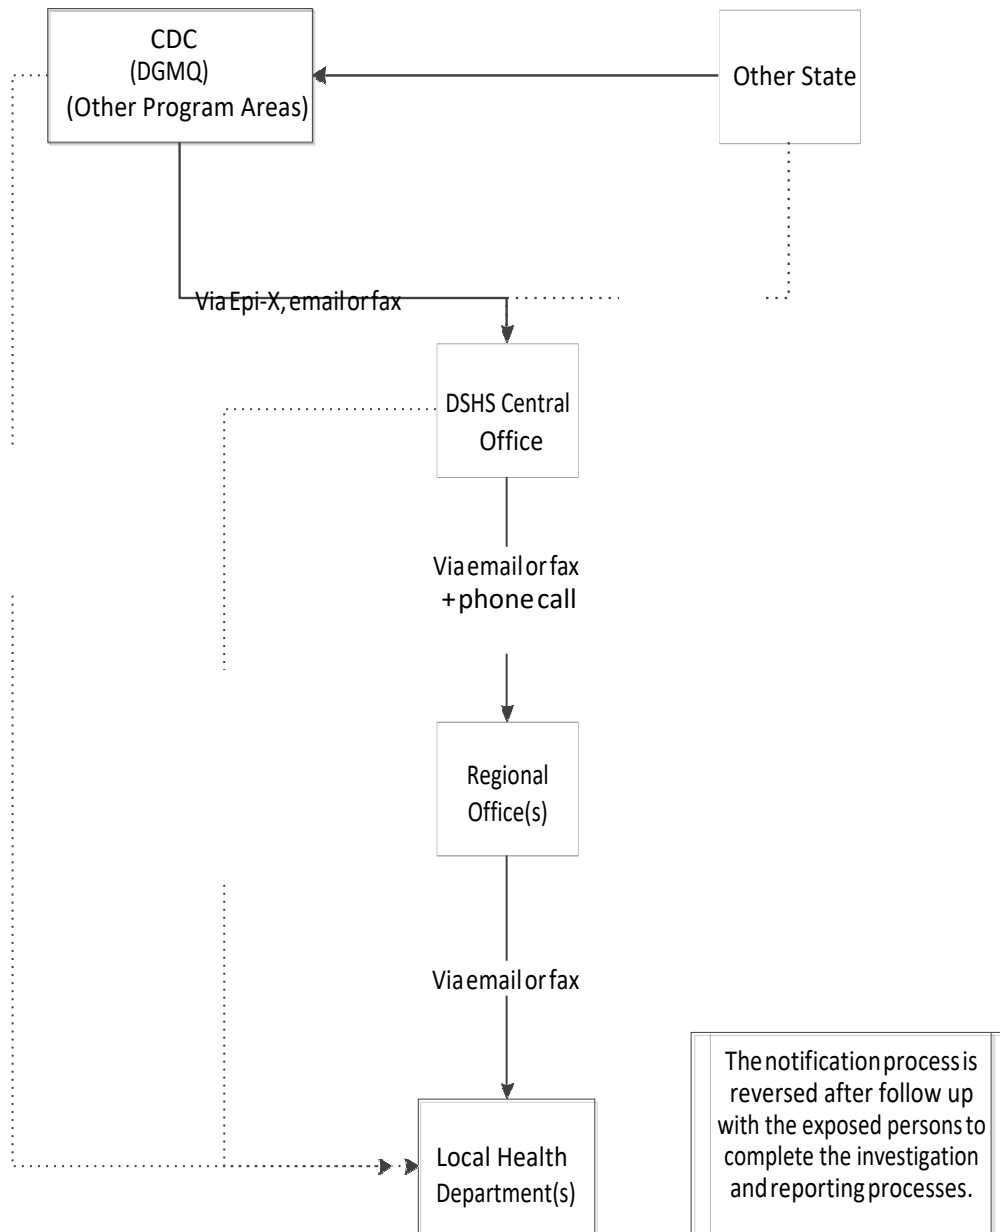 CDC
(DGMQ)
(Other Program Areas)
Other State
Via Epi-X, email or fax
DSHS Central
Office
Via email or fax
+ phone call
Regional
Office(s)
Via email or fax
Local Health
Department(s)
The notification process is
reversed after follow up
with the exposed persons to
complete the investigation
and reporting processes.